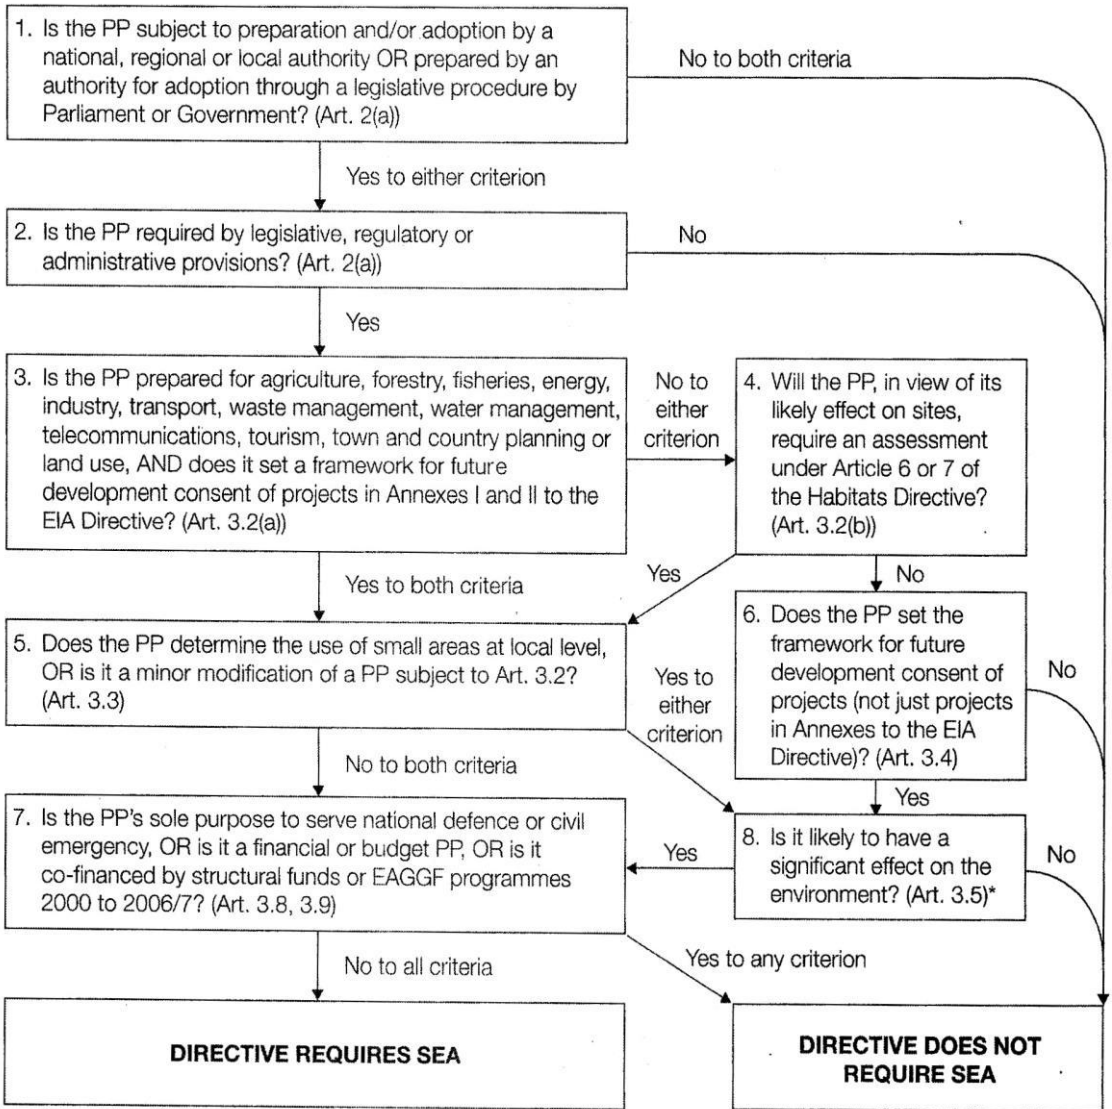 1. Is the PP subject to preparation and/or adoption by a
national, regional or local authority OR prepared by an
authority for adoption through a legislative procedure by
Parliament or Government? (Art. 2(a))
No to both criteria
Yes to either criterion
2. Is the PP required by legislative, regulatory or
administrative provisions? (Art. 2(a))
No
Yes
3. Is the PP prepared for agriculture, forestry, fisheries, energy,
industry, transport, waste management, water management,
telecommunications, tourism, town and country planning or
land use, AND does it set a framework for future
development consent of projects in Annexes I and II to the
EIA Directive? (Art. 3.2(a))
No to
either
criterion
4. Will the PP, in view of its
likely effect on sites,
require an assessment
under Article 6 or 7 of
the Habitats Directive?
(Art. 3.2(b))
Yes to both criteria
Yes
No
5. Does the PP determine the use of small areas at local level,
OR is it a minor modification of a PP subject to Art. 3.2?
(Art. 3.3)
Yes to
either
criterion
6. Does the PP set the
framework for future
development consent of
projects (not just projects
in Annexes to the EIA
Directive)? (Art. 3.4)
No
No to both criteria
Yes
7. Is the PP's sole purpose to serve national defence or civil
emergency, OR is it a financial or budget PP, OR is it
co-financed by structural funds or EAGGF programmes
2000 to 2006/7? (Art. 3.8, 3.9)
Yes
8. Is it likely to have a
significant effect on the
environment? (Art. 3.5)*
No
No to all criteria
Yes to any criterion
DIRECTIVE REQUIRES SEA
DIRECTIVE DOES NOT
REQUIRE SEA